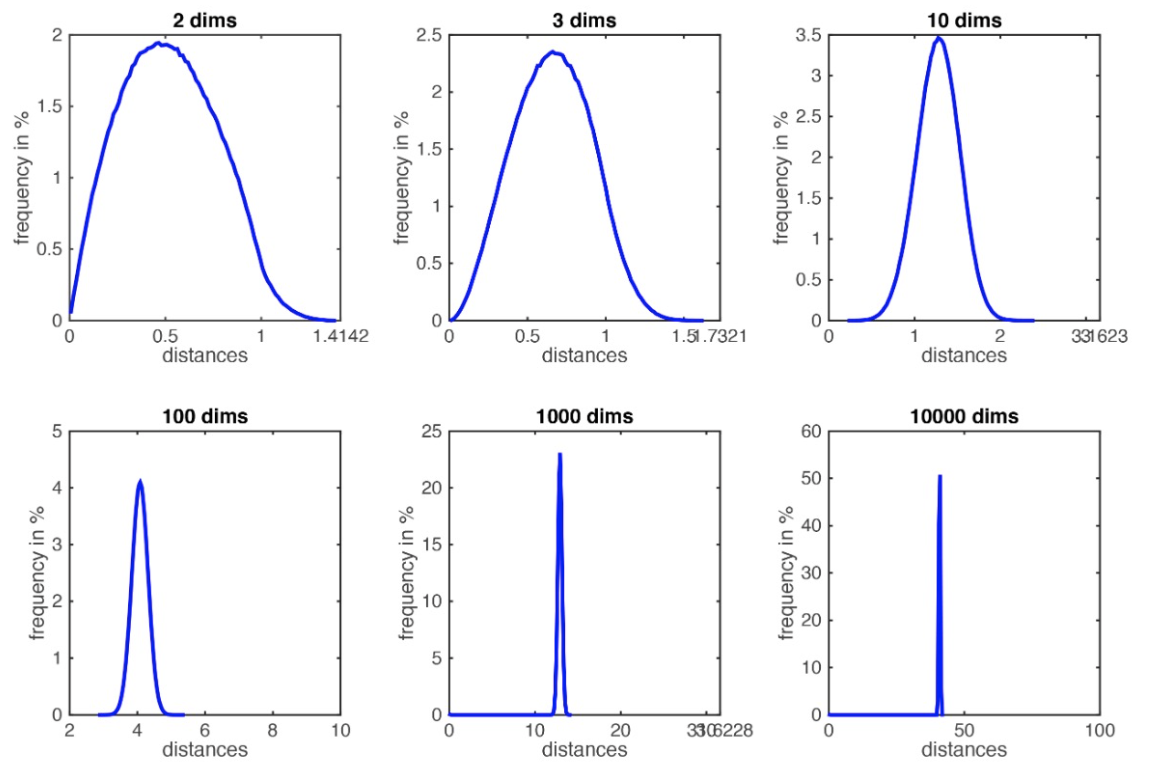 2 dims
3 dims
10 dims
2
1.5
1
0.5
0
frequency in %
0 0.5 1 1.4142
distances
2.5
2
1.5
1
0.5
0
frequency in %
0 0.5 1 1.5 1.7321
distances
3.5
3
2.5
2
1.5
1
0.5
0
frequency in %
0 1 2 3 3.1623
distances
100 dims
1000 dims
10000 dims
5
4
3
2
1
0
frequency in %
2 4 6 8 10
distances
25
20
15
10
5
0
frequency in %
0 10 20 30 31.6228
distances
60
50
40
30
20
10
0
frequency in %
0 50 100
distances